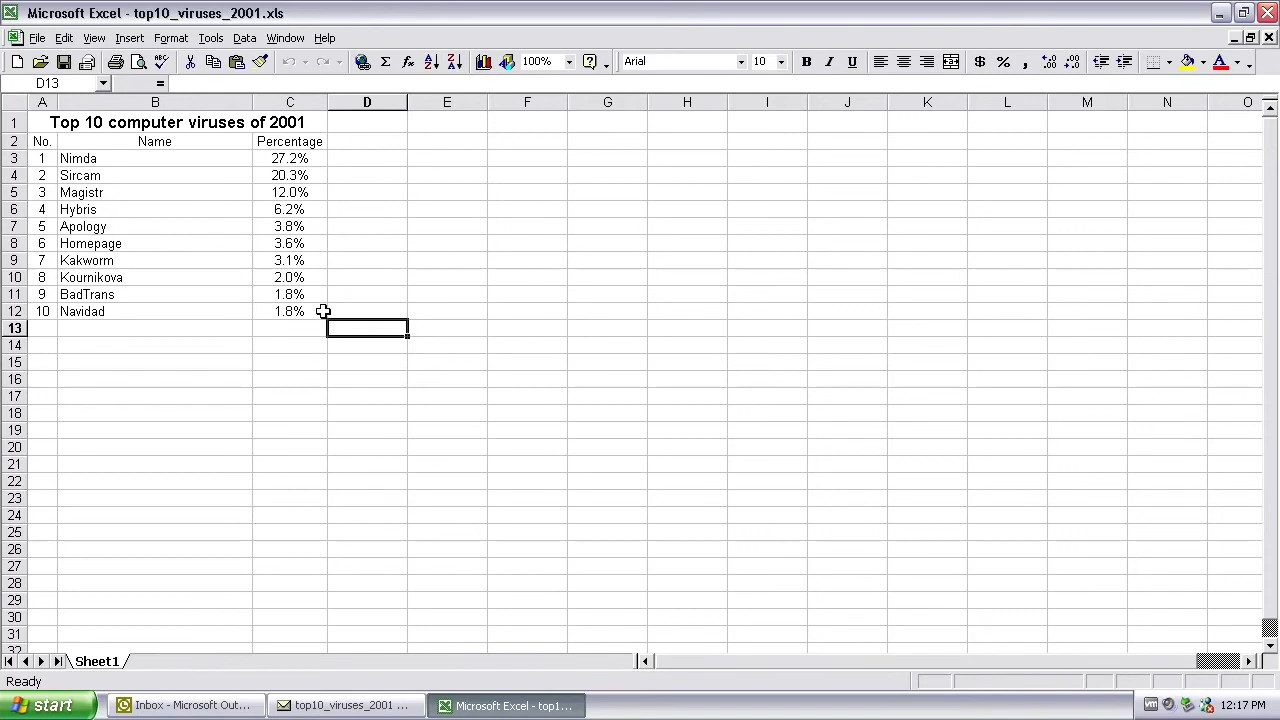 Microsoft Excel - top10_viruses_2001.xls
File Edit View Insert Format Tools Data Window Help
100% Arial 10 B I U $ % ,
D13 =
A B C D E F G H I J K L M N O
1 Top 10 computer viruses of 2001
2 No. Name Percentage
3 1 Nimda 27.2%
4 2 Sircam 20.3%
5 3 Magistr 12.0%
6 4 Hybris 6.2%
7 5 Apology 3.8%
8 6 Homepage 3.6%
9 7 Kakworm 3.1%
10 8 Kournikova 2.0%
11 9 BadTrans 1.8%
12 10 Navidad 1.8%
13
14
15
16
17
18
19
20
21
22
23
24
25
26
27
28
29
30
31
32
Sheet1
Ready
start Inbox - Microsoft Out... top10_viruses_2001 ... Microsoft Excel - top1... 12:17 PM